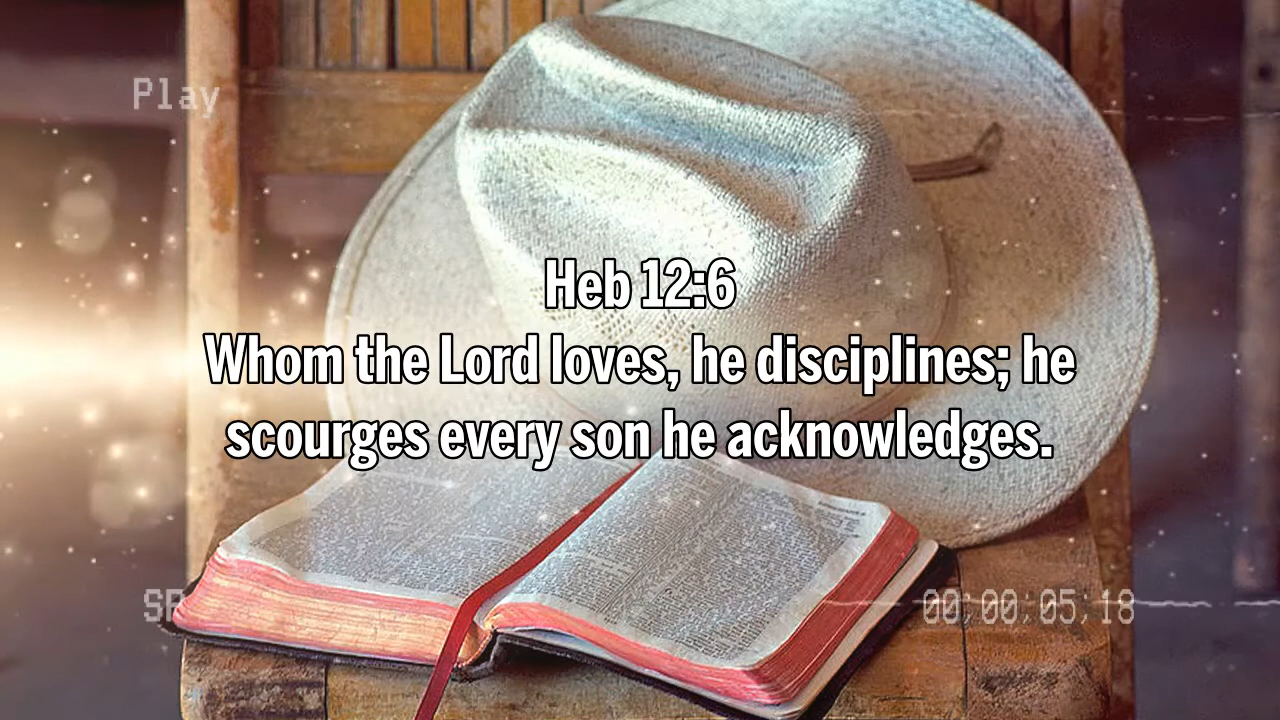 Play
Heb 12:6
Whom the Lord loves, he disciplines; he
scourges every son he acknowledges.
SP
00;00;05;18